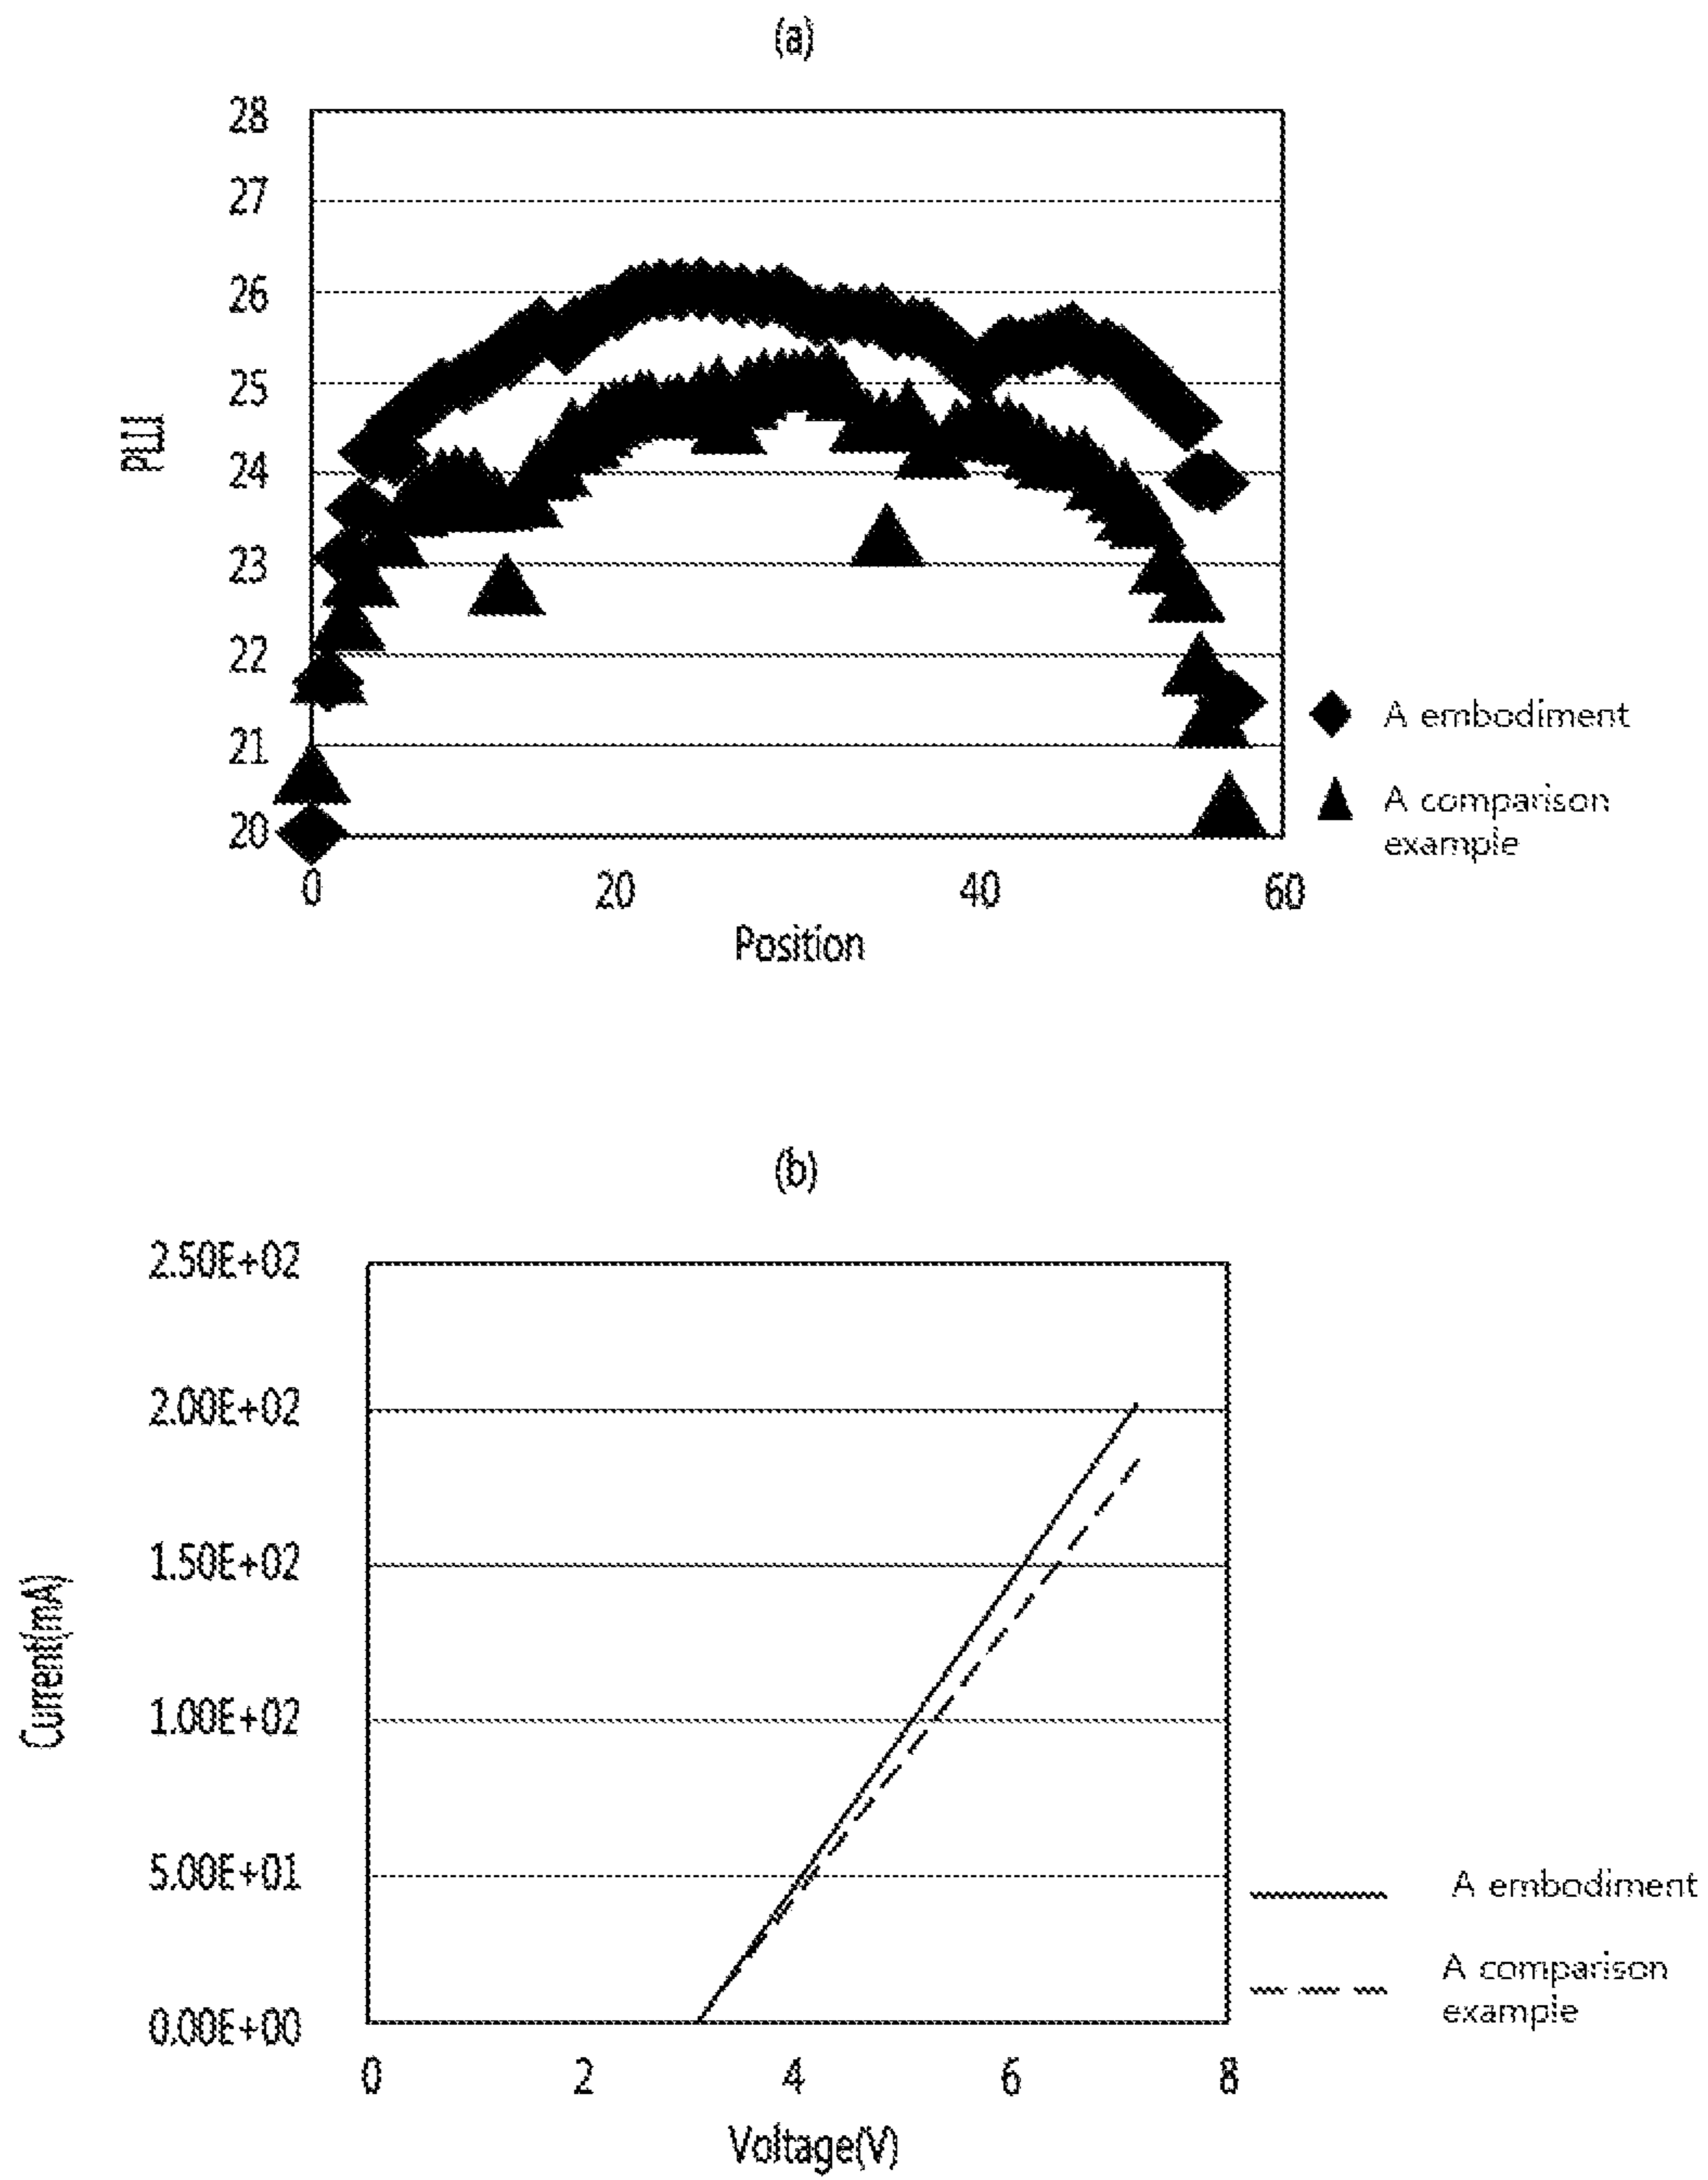 (a)
28
27
26
25
24
23
22
21
20
0
20
40
60
Position
A embodiment
A comparison
example
(b)
2.50E+02
2.00E+02
1.50E+02
1.00E+02
5.00E+01
0.00E+00
Current(mA)
0
2
4
6
8
Voltage(V)
A embodiment
A comparison
example